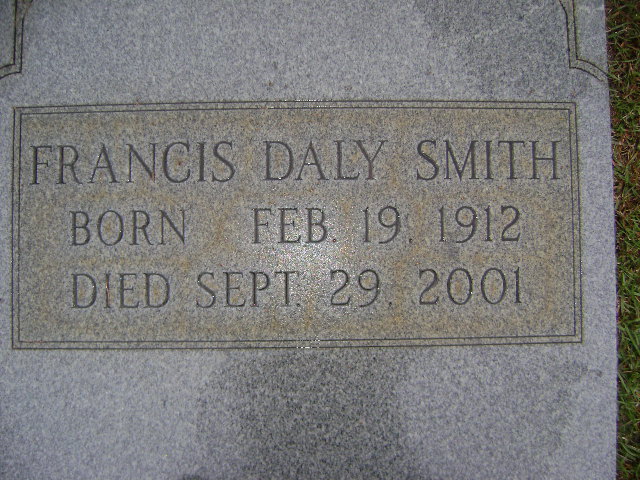 FRANCIS DALY SMITH
BORN FEB. 19, 1912
DIED SEPT. 29, 2001